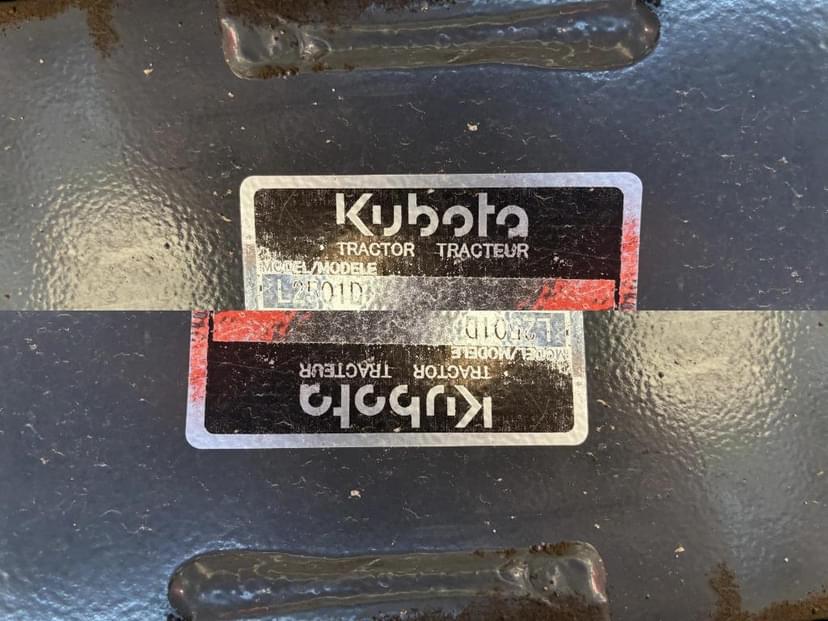 Kubota
TRACTOR TRACTEUR
MODEL/MODELE
L2501D
L2501D
MODEL/MODELE
TRACTOR TRACTEUR
Kubota